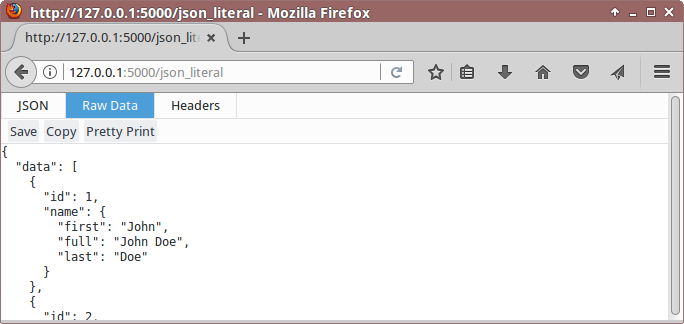 http://127.0.0.1:5000/json_literal - Mozilla Firefox
http://127.0.0.1:5000/json_lit
127.0.0.1:5000/json_literal
JSON Raw Data Headers
Save Copy Pretty Print
{
  "data": [
    {
      "id": 1,
      "name": {
        "first": "John",
        "full": "John Doe",
        "last": "Doe"
      }
    },
    {
      "id": 2,